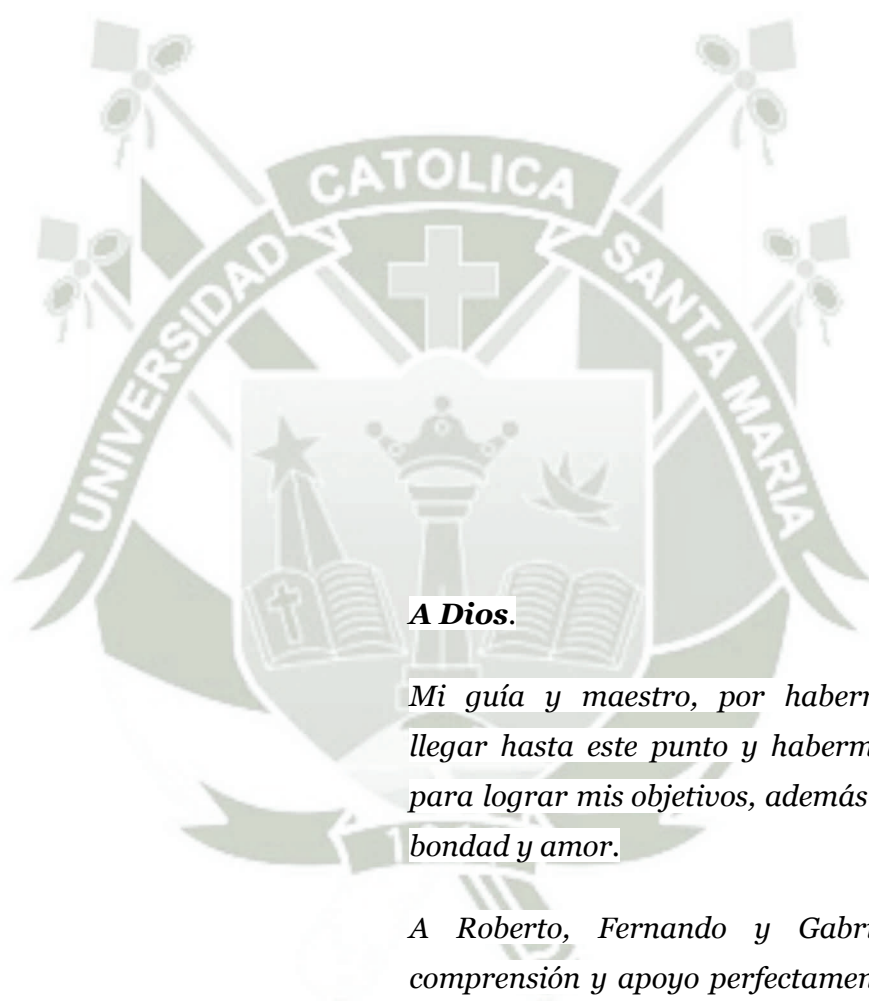 CATOLICA
UNIVERSIDAD
SANTA MARIA
A Dios.
Mi guía y maestro, por
llegar hasta este punto y
para lograr mis objetivos, además
bondad y amor.
A Roberto, Fernando y
comprensión y apoyo